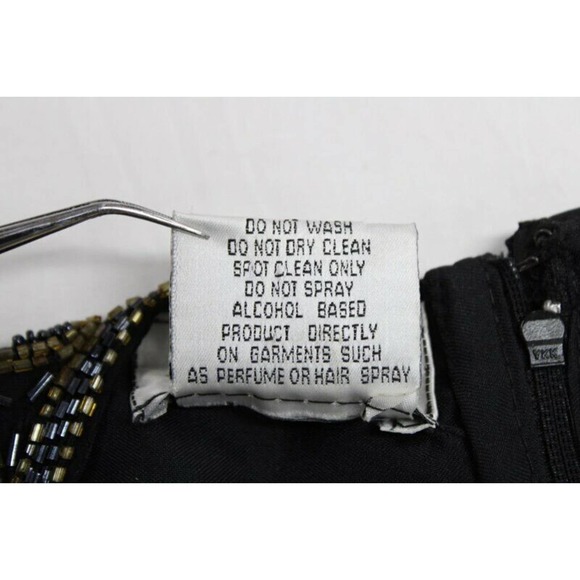 DO NOT WASH
DO NOT DRY CLEAN
SPOT CLEAN ONLY
DO NOT SPRAY
ALCOHOL BASED
PRODUCT DIRECTLY
ON GARMENTS SUCH
AS PERFUME OR HAIR SPRAY
YKK